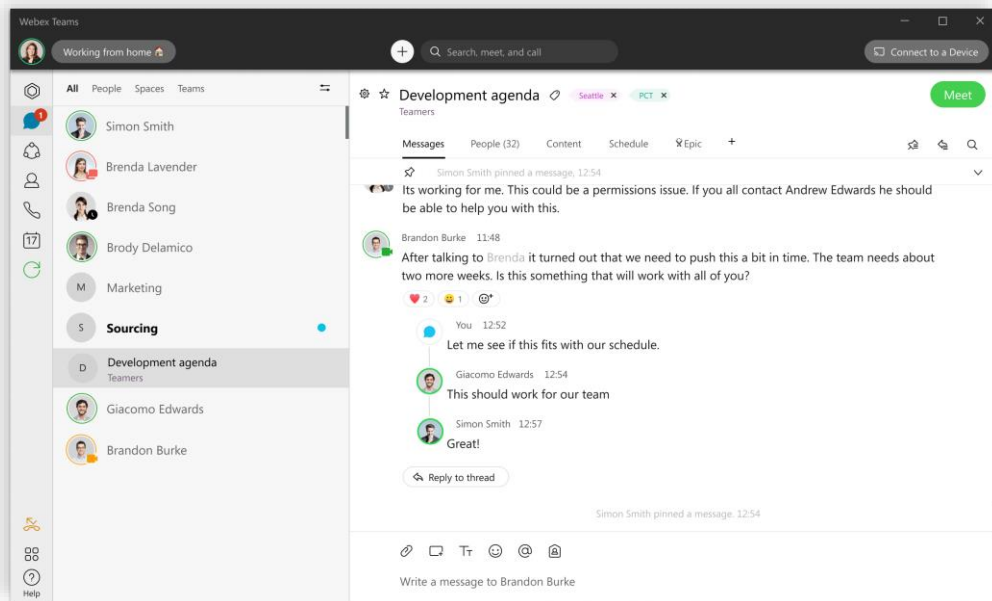 Webex Teams
Working from home
Search, meet, and call
Connect to a Device
All People Spaces Teams
1
17
Help
Simon Smith
Brenda Lavender
Brenda Song
Brody Delamico
M Marketing
S Sourcing
D Development agenda
Teamers
Giacomo Edwards
Brandon Burke
Development agenda Seattle × PCT ×
Teamers
Meet
Messages People (32) Content Schedule Epic +
Simon Smith pinned a message, 12:54
Its working for me. This could be a permissions issue. If you all contact Andrew Edwards he should
be able to help you with this.
Brandon Burke 11:48
After talking to Brenda it turned out that we need to push this a bit in time. The team needs about
two more weeks. Is this something that will work with all of you?
2 1
You 12:52
Let me see if this fits with our schedule.
Giacomo Edwards 12:54
This should work for our team
Simon Smith 12:57
Great!
Reply to thread
Simon Smith pinned a message. 12:54
Tт
Write a message to Brandon Burke